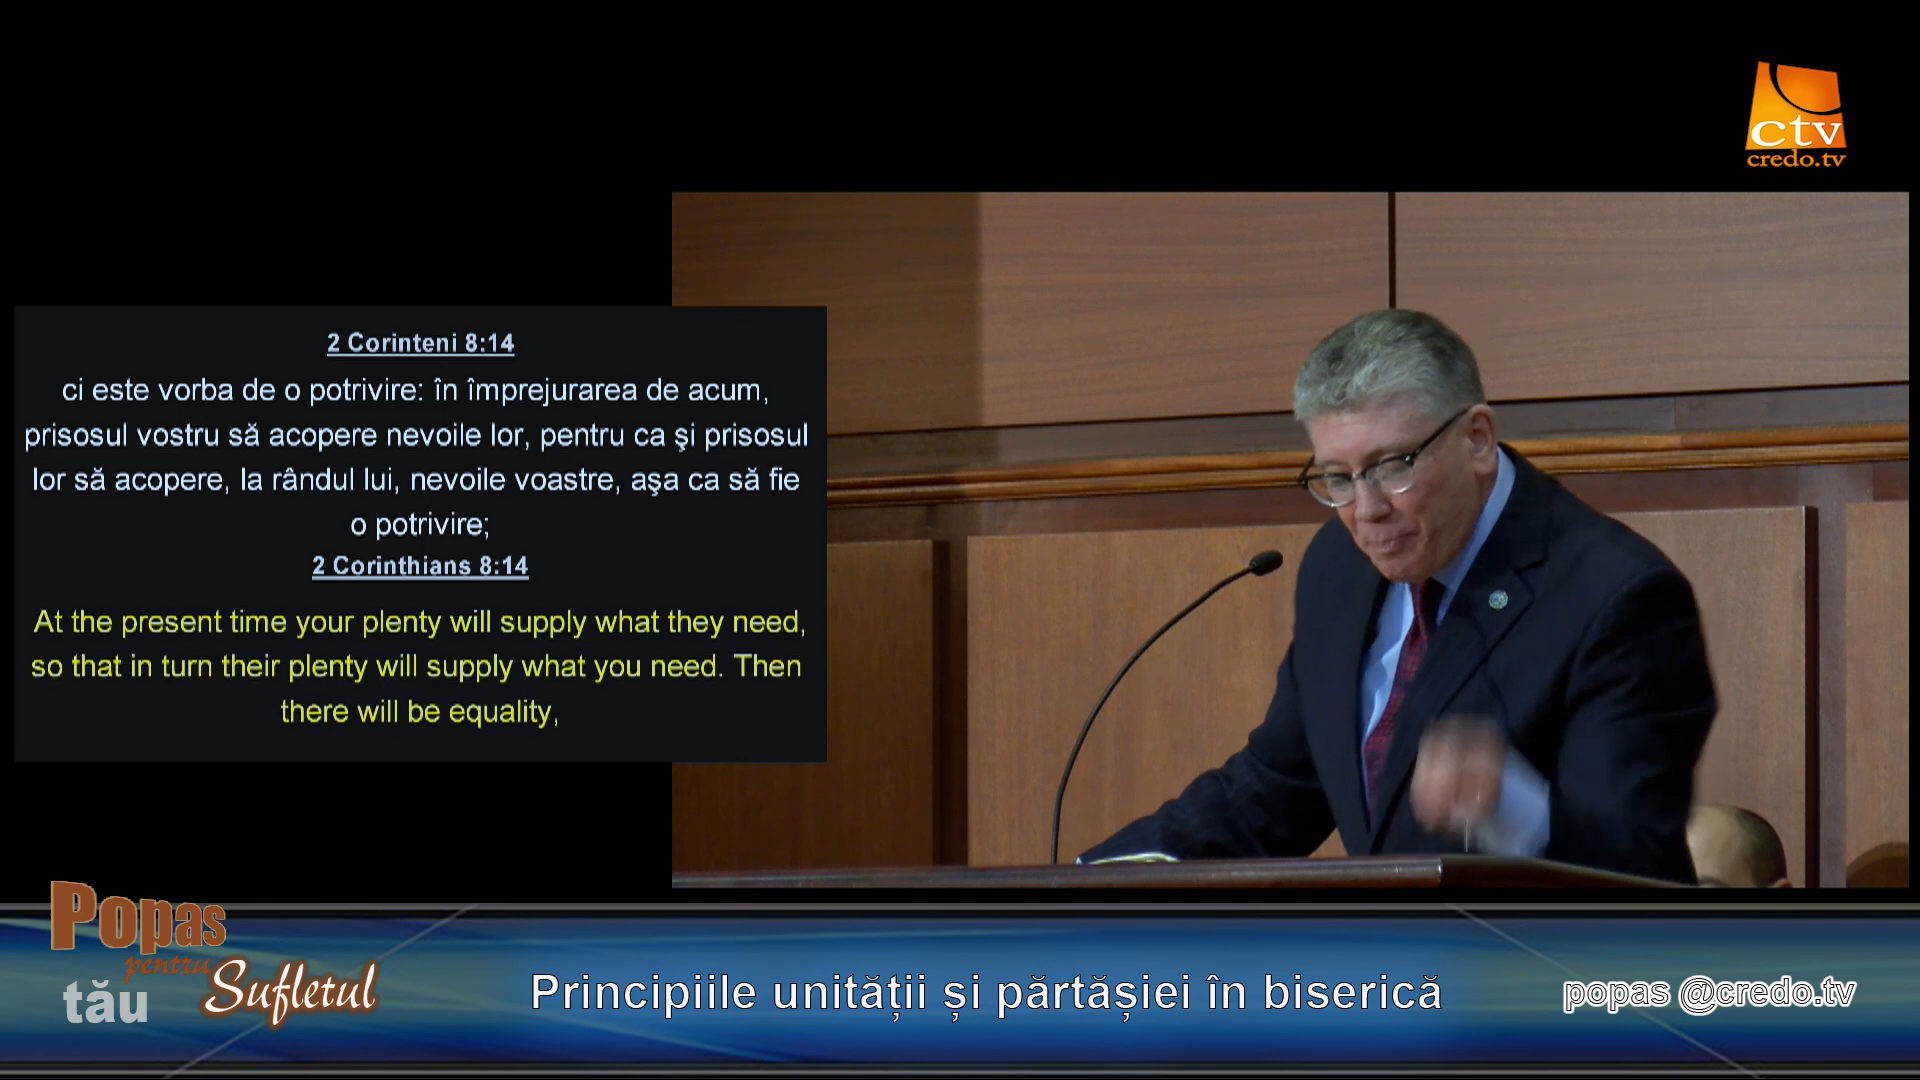 ctv
credo.tv
2 Corinteni 8:14
ci este vorba de o potrivire: în împrejurarea de acum,
prisosul vostru să acopere nevoile lor, pentru ca şi prisosul
lor să acopere, la rândul lui, nevoile voastre, aşa ca să fie
o potrivire;
2 Corinthians 8:14
At the present time your plenty will supply what they need,
so that in turn their plenty will supply what you need. Then
there will be equality,
Popas
pentru
tău Sufletul
Principiile unității și părtășiei în biserică
popas @credo.tv